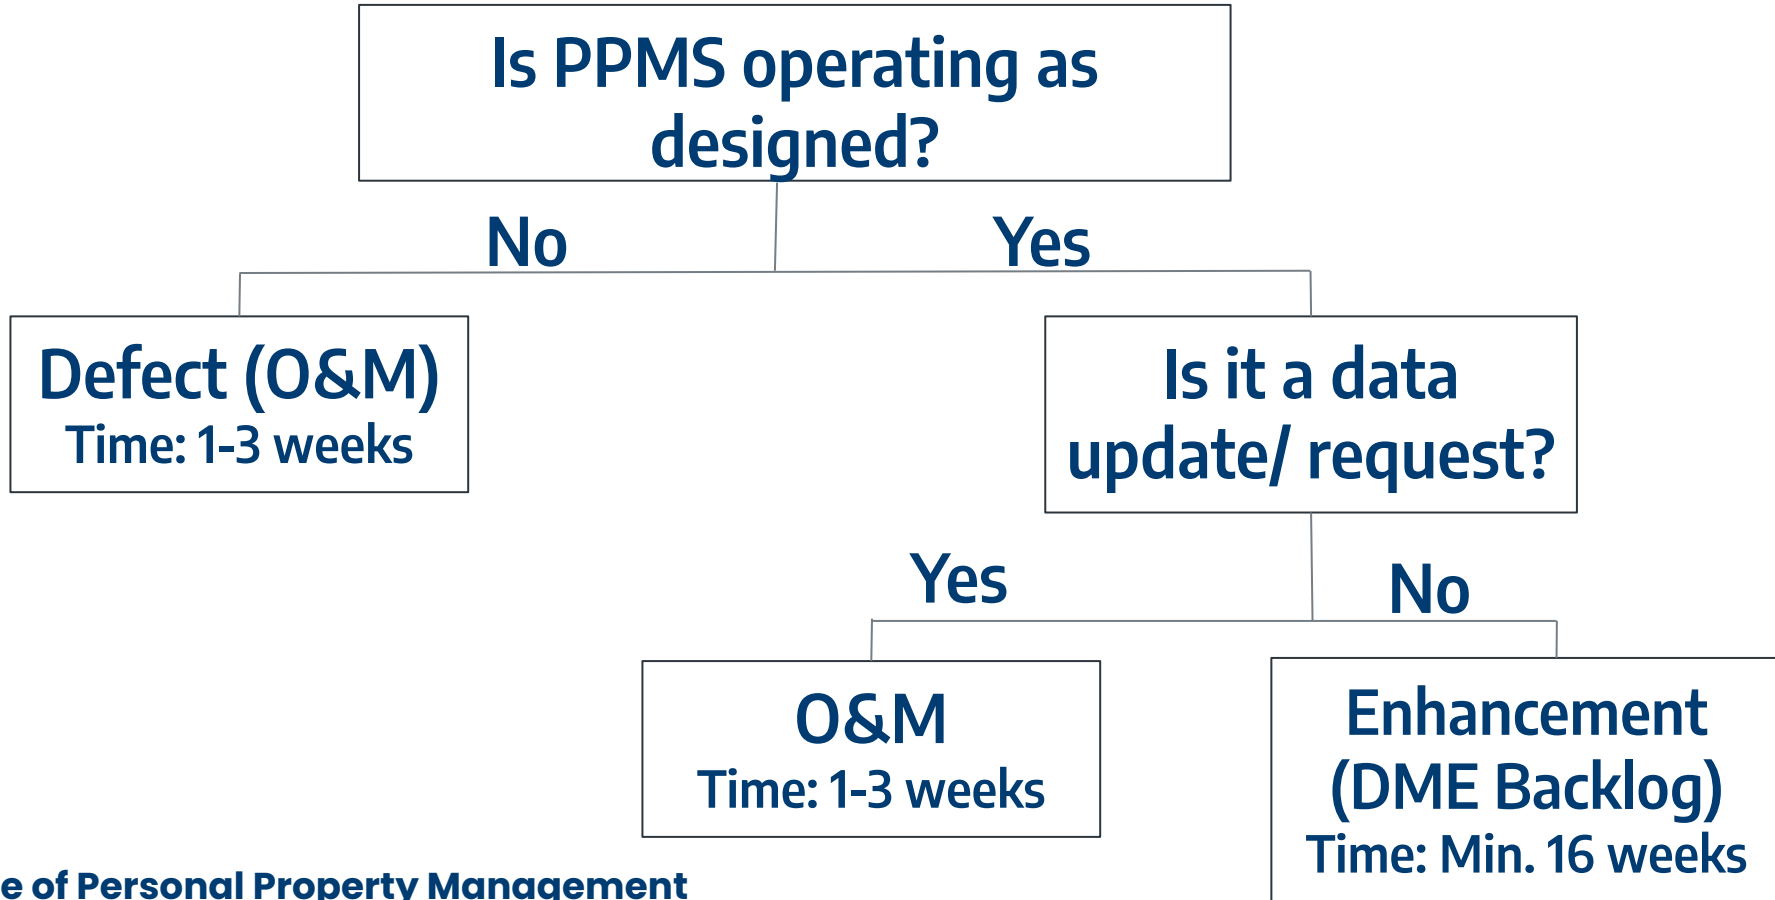 Is PPMS operating as
designed?
No
Yes
Defect (O&M)
Time: 1-3 weeks
Is it a data
update/ request?
Yes
No
O&M
Time: 1-3 weeks
Enhancement
(DME Backlog)
Time: Min. 16 weeks
e of Personal Property Management